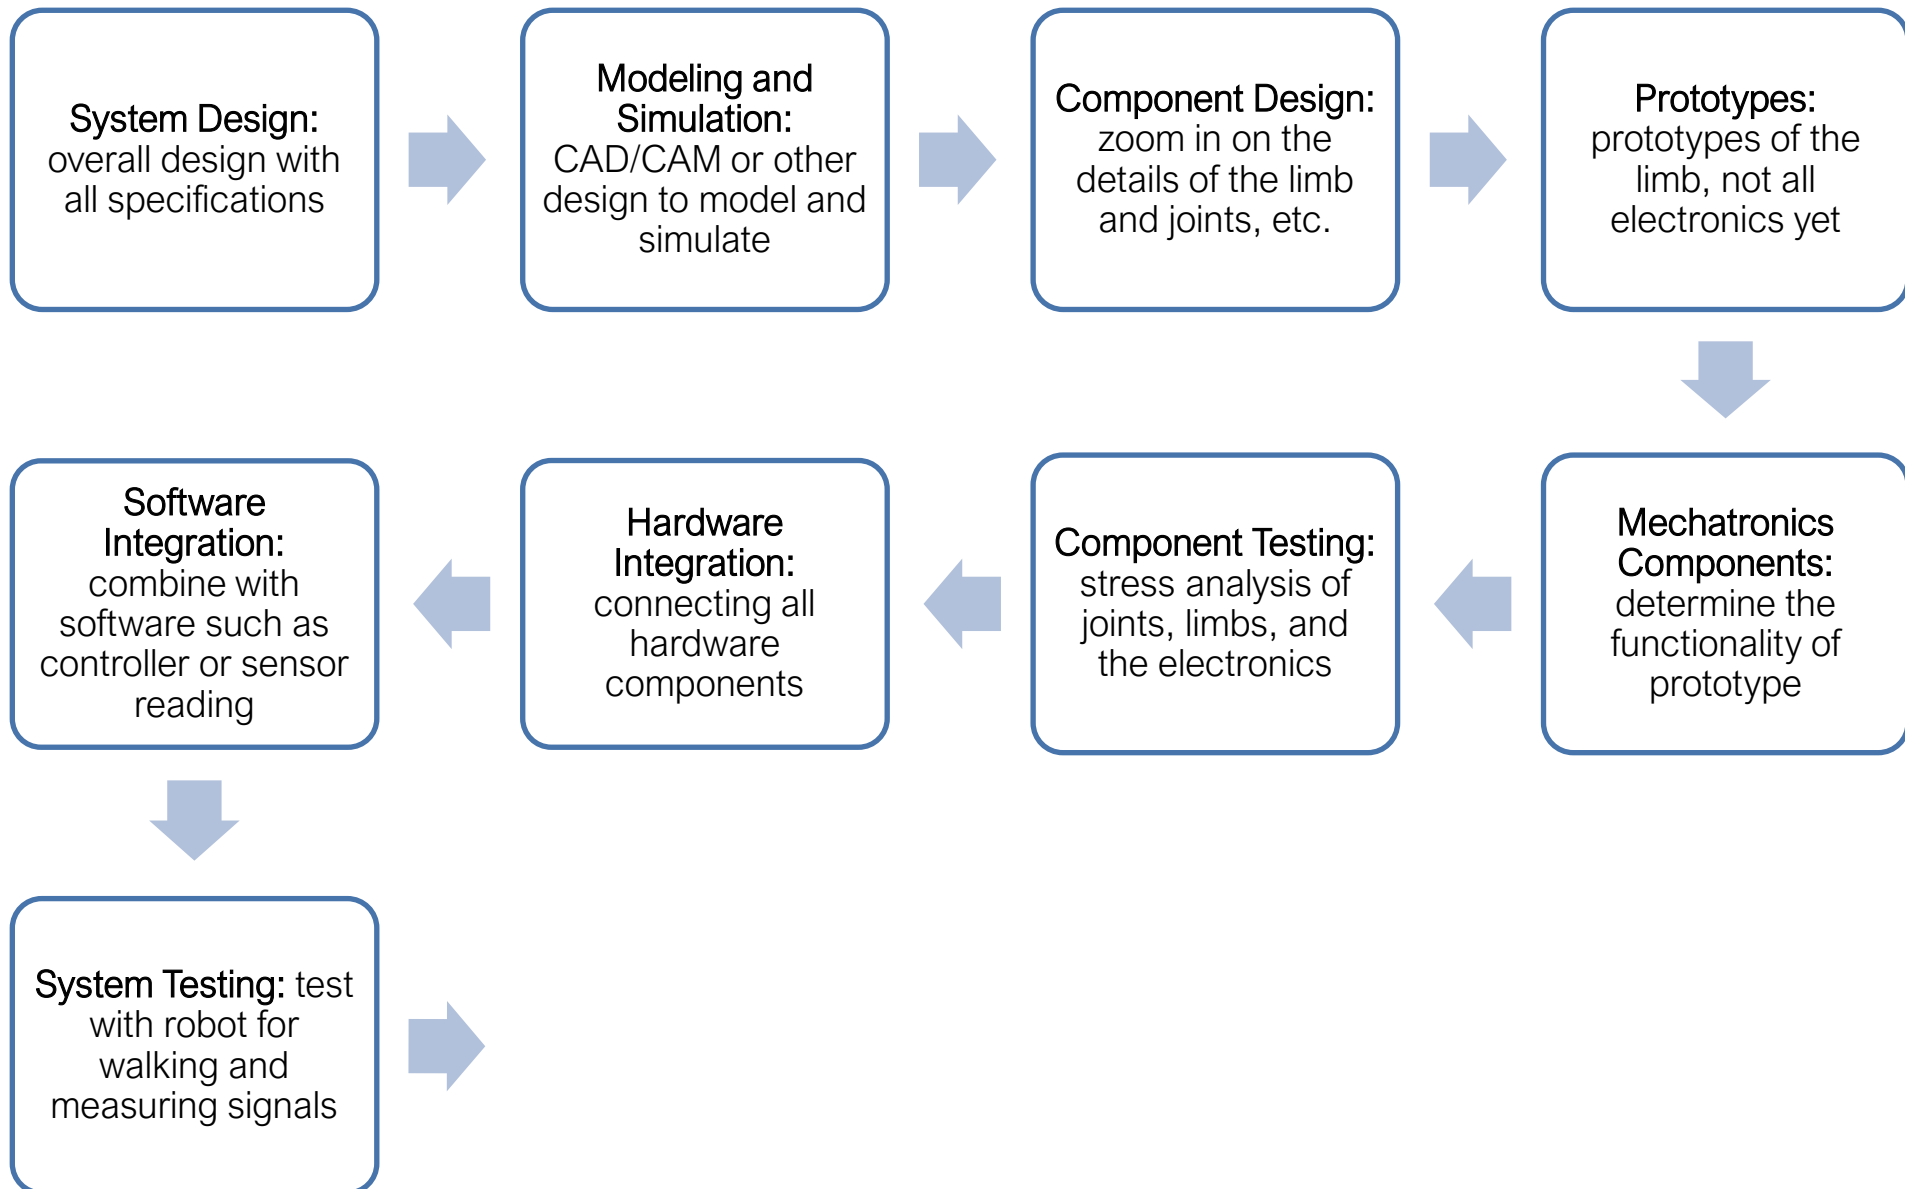 System Design:
overall design with
all specifications
Modeling and
Simulation:
CAD/CAM or other
design to model and
simulate
Component Design:
zoom in on the
details of the limb
and joints, etc.
Prototypes:
prototypes of the
limb, not all
electronics yet
Mechatronics
Components:
determine the
functionality of
prototype
Component Testing:
stress analysis of
joints, limbs, and
the electronics
Hardware
Integration:
connecting all
hardware
components
Software
Integration:
combine with
software such as
controller or sensor
reading
System Testing: test
with robot for
walking and
measuring signals